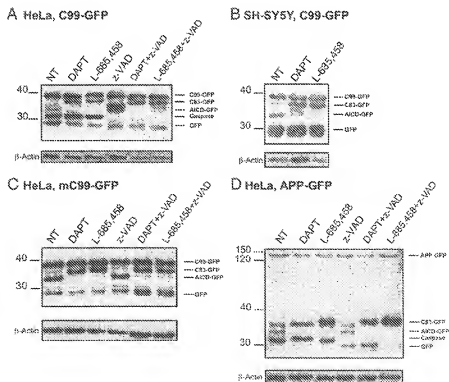 A HeLa, C99-GFP
NT
DAPT
L-685,458
z-VAD
DAPT+z-VAD
L-685,458+z-VAD
40
30
C99-GFP
C83-GFP
AICD-GFP
Caspase
GFP
β-Actin
B SH-SY5Y, C99-GFP
NT
DAPT
L-685,458
40
30
C99-GFP
C83-GFP
AICD-GFP
GFP
β-Actin
C HeLa, mC99-GFP
NT
DAPT
L-685,458
z-VAD
DAPT+z-VAD
L-685,458+z-VAD
40
30
C99-GFP
C83-GFP
AICD-GFP
GFP
β-Actin
D HeLa, APP-GFP
NT
DAPT
L-685,458
z-VAD
DAPT+z-VAD
L-685,458+z-VAD
150
120
40
30
APP-GFP
C83-GFP
AICD-GFP
Caspase
GFP
β-Actin